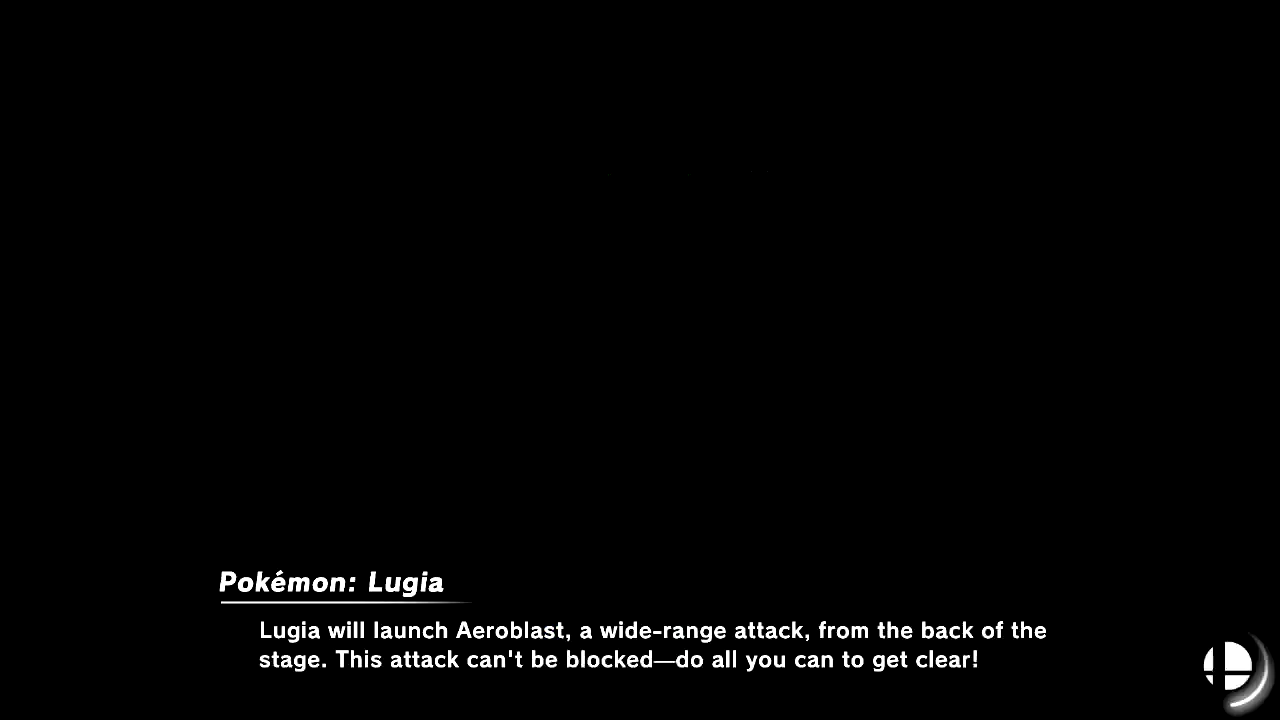 Pokémon: Lugia
Lugia will launch Aeroblast, a wide-range attack, from the back of the
stage. This attack can't be blocked—do all you can to get clear!